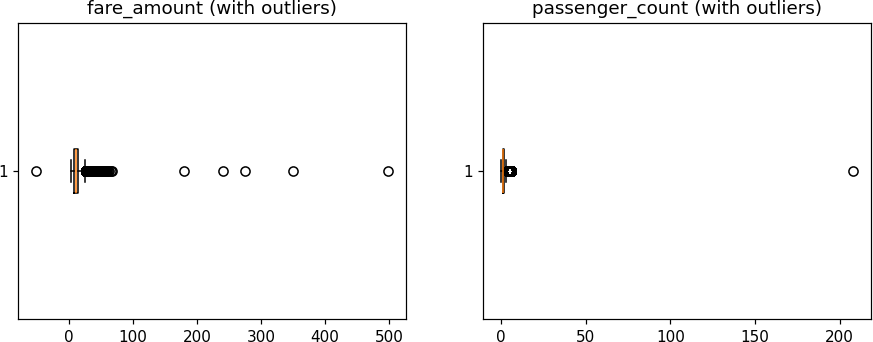 fare_amount (with outliers)
1
0 100 200 300 400 500
passenger_count (with outliers)
1
0 50 100 150 200